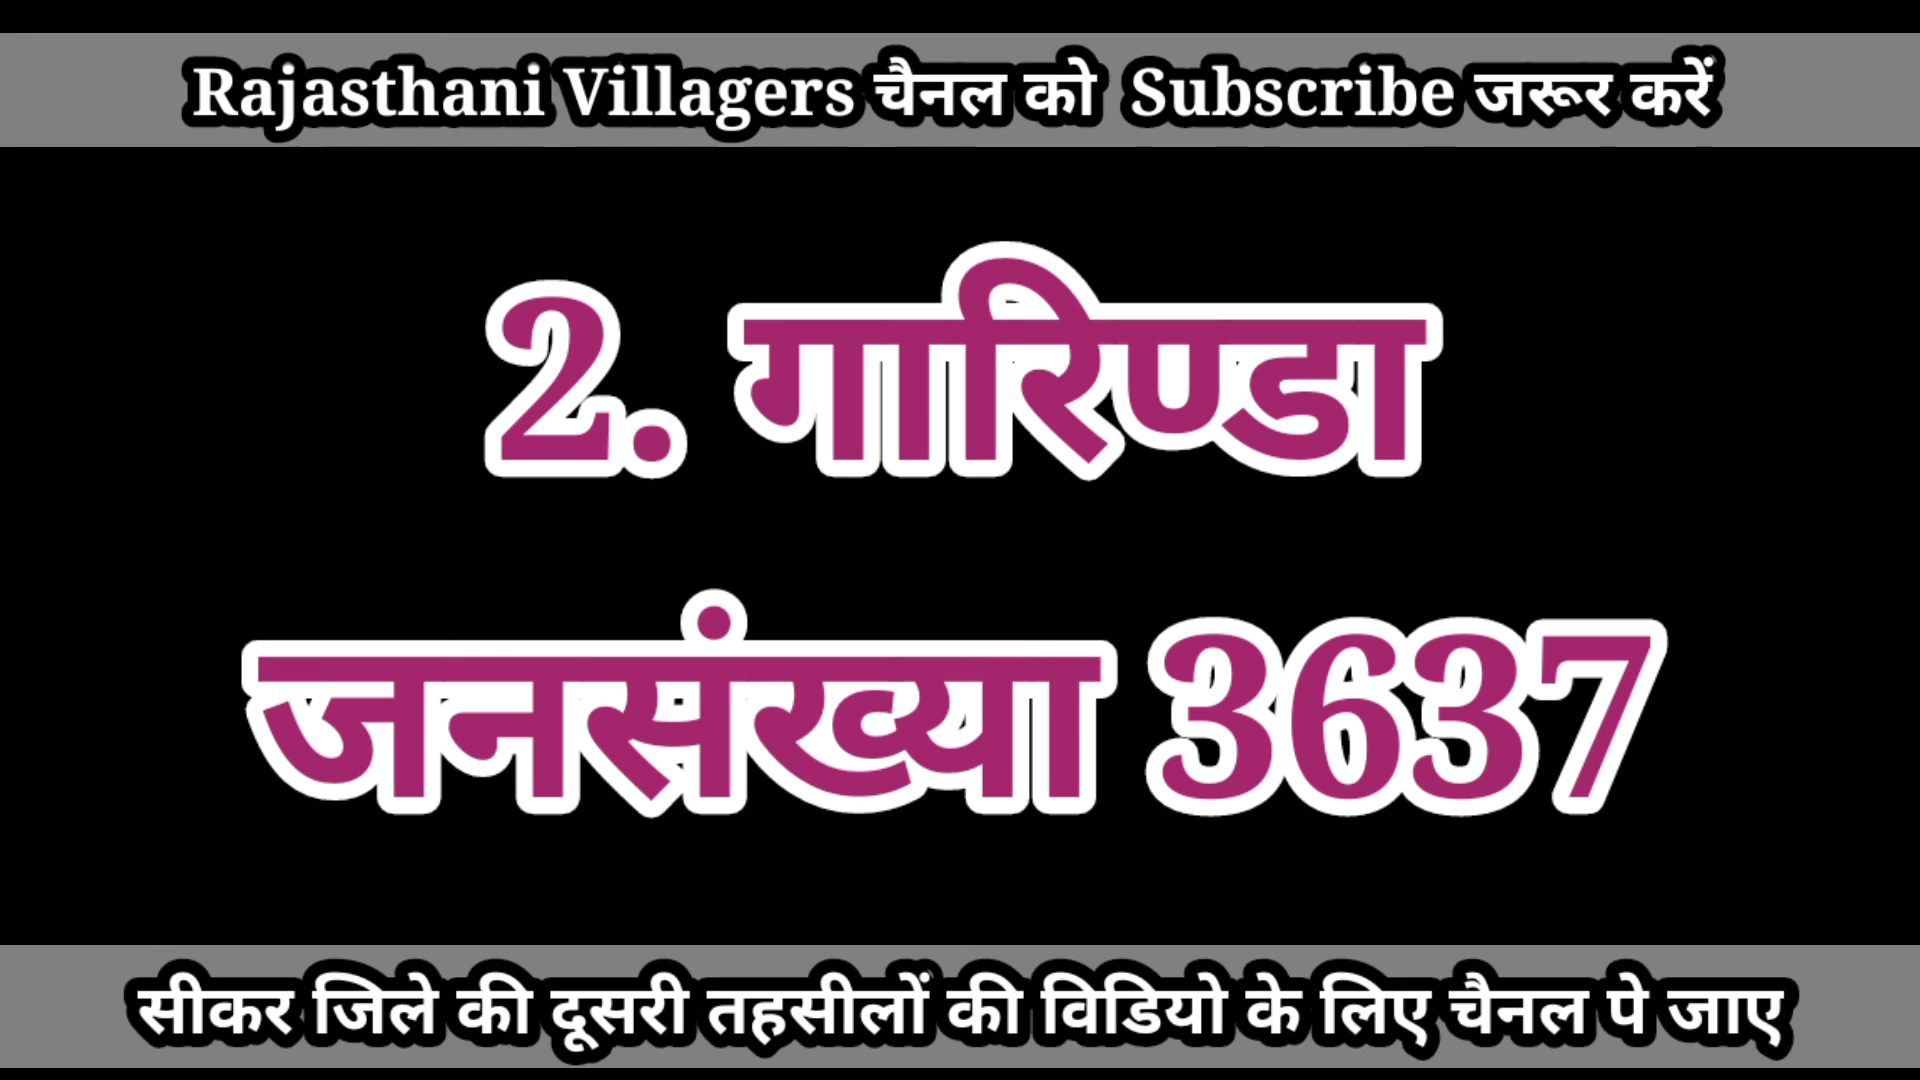 Rajasthani Villagers चैनल को Subscribe जरूर करें
2. गारिण्डा
जनसंख्या 3637
सीकर जिले की दूसरी तहसीलों की विडियो के लिए चैनल पे जाए